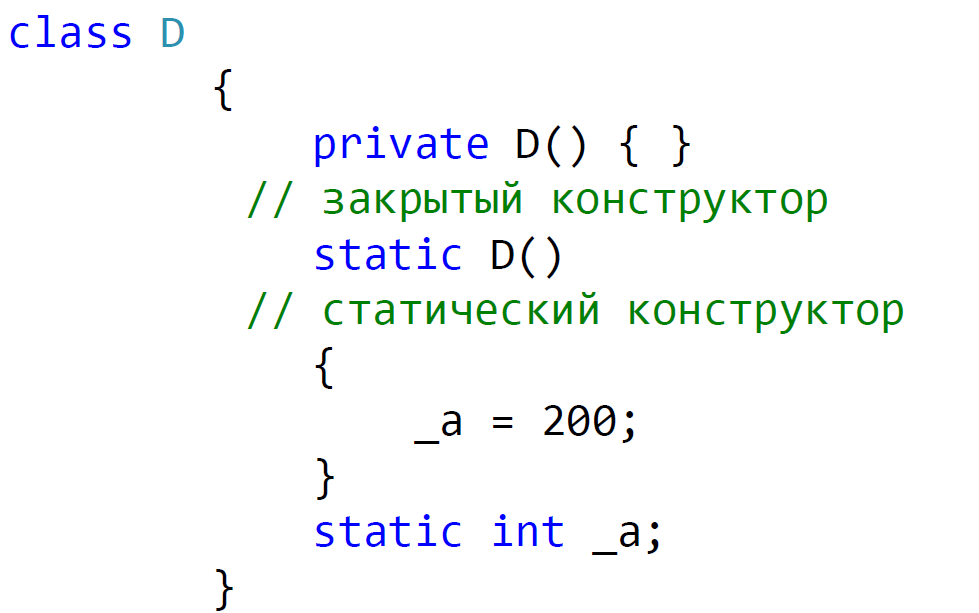 class D
{
private D() { }
// закрытый конструктор
static D()
// статический конструктор
{
_a = 200;
}
static int _a;
}